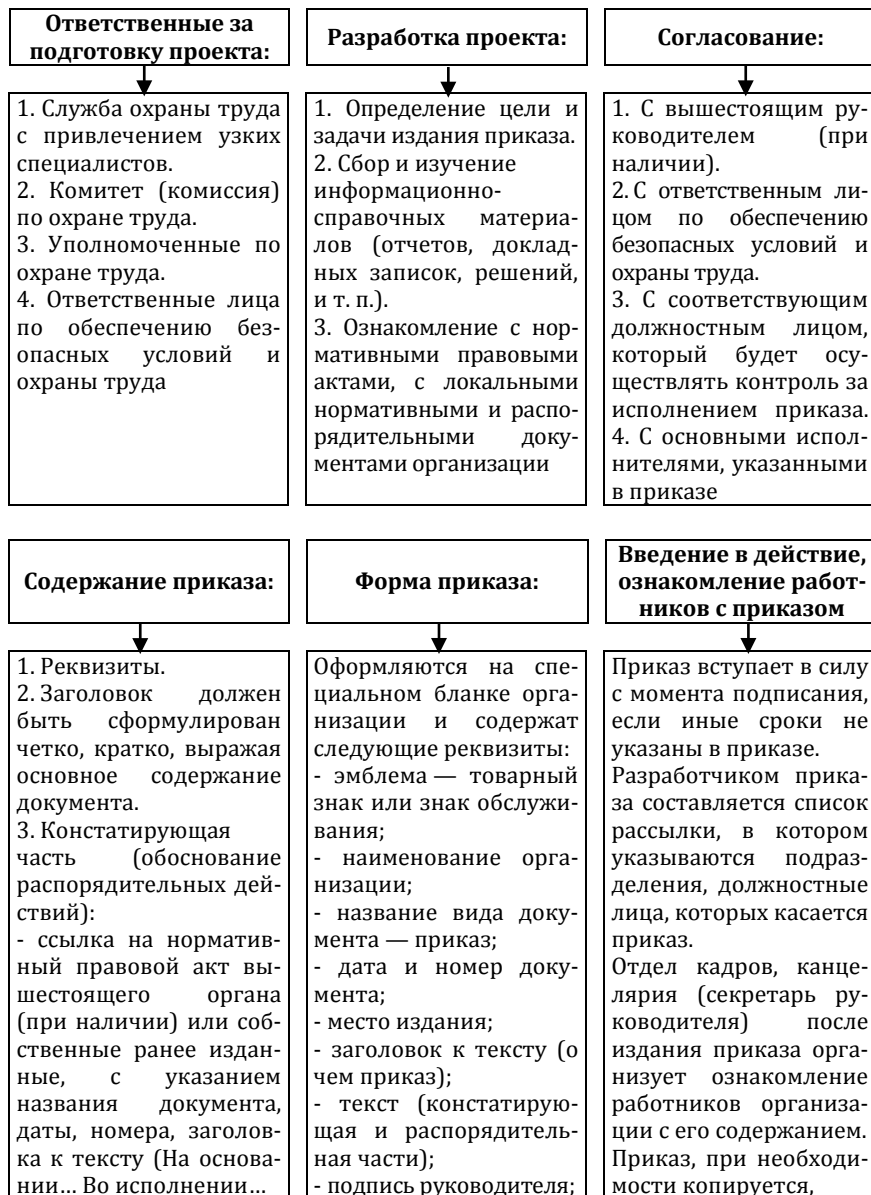 Ответственные за
подготовку проекта:
1. Служба охраны труда
с привлечением узких
специалистов.
2. Комитет (комиссия)
по охране труда.
3. Уполномоченные по
охране труда.
4. Ответственные лица
по обеспечению без-
опасных условий и
охраны труда
Разработка проекта:
1. Определение цели и
задачи издания приказа.
2. Сбор и изучение
информационно-
справочных материа-
лов (отчетов, доклад-
ных записок, решений,
и т. п.).
3. Ознакомление с нор-
мативными правовыми
актами, с локальными
нормативными и распо-
рядительными доку-
ментами организации
Согласование:
1. С вышестоящим ру-
ководителем (при
наличии).
2. С ответственным ли-
цом по обеспечению
безопасных условий и
охраны труда.
3. С соответствующим
должностным лицом,
который будет осу-
ществлять контроль за
исполнением приказа.
4. С основными испол-
нителями, указанными
в приказе
Содержание приказа:
1. Реквизиты.
2. Заголовок должен
быть сформулирован
четко, кратко, выражая
основное содержание
документа.
3. Констатирующая
часть (обоснование
распорядительных дей-
ствий):
- ссылка на норматив-
ный правовой акт вы-
шестоящего органа
(при наличии) или соб-
ственные ранее издан-
ные, с указанием
названия документа,
даты, номера, заголов-
ка к тексту (На основа-
нии... Во исполнении...
Форма приказа:
Оформляются на спе-
циальном бланке орга-
низации и содержат
следующие реквизиты:
- эмблема — товарный
знак или знак обслужи-
вания;
- наименование орга-
низации;
- название вида доку-
мента — приказ;
- дата и номер доку-
мента;
- место издания;
- заголовок к тексту (о
чем приказ);
- текст (констатирую-
щая и распорядитель-
ная части);
- подпись руководителя;
Введение в действие,
ознакомление работ-
ников с приказом
Приказ вступает в силу
с момента подписания,
если иные сроки не
указаны в приказе.
Разработчиком прика-
за составляется список
рассылки, в котором
указываются подраз-
деления, должностные
лица, которых касается
приказ.
Отдел кадров, канце-
лярия (секретарь ру-
ководителя) после
издания приказа орга-
низует ознакомление
работников организа-
ции с его содержанием.
Приказ, при необходи-
мости копируется,